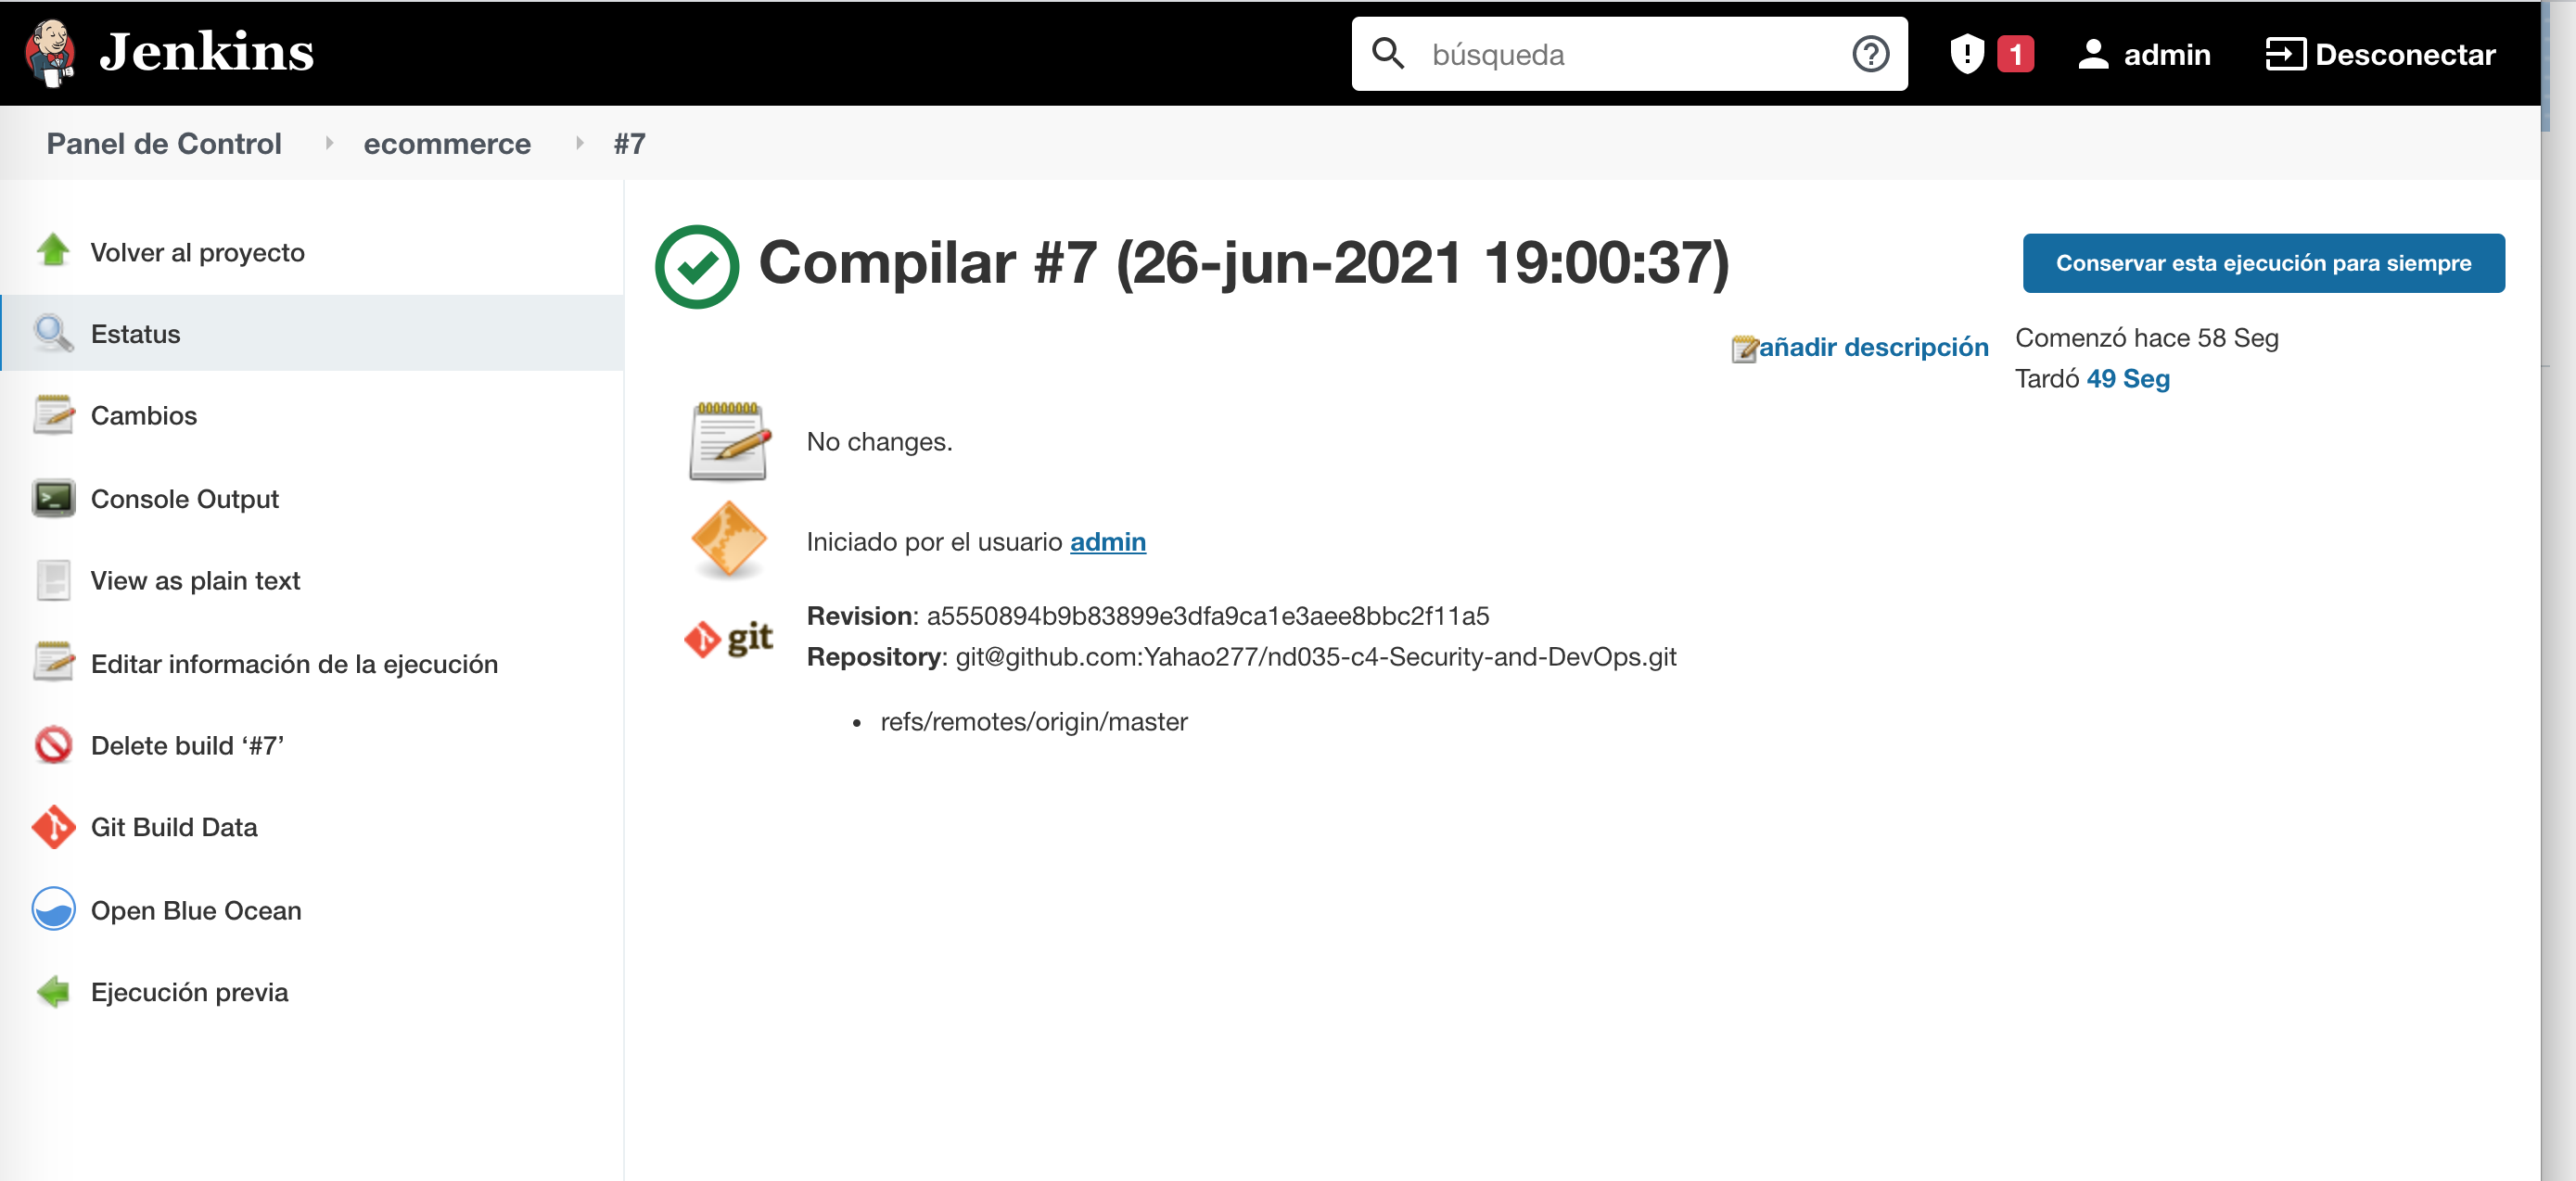 Jenkins
búsqueda
1
admin
Desconectar
Panel de Control
ecommerce
#7
Volver al proyecto
Estatus
Cambios
Console Output
View as plain text
Editar información de la ejecución
Delete build ‘#7’
Git Build Data
Open Blue Ocean
Ejecución previa
Compilar #7 (26-jun-2021 19:00:37)
Conservar esta ejecución para siempre
añadir descripción
Comenzó hace 58 Seg
Tardó 49 Seg
No changes.
Iniciado por el usuario admin
git
Revision: a5550894b9b83899e3dfa9ca1e3aee8bbc2f11a5
Repository: git@github.com:Yahao277/nd035-c4-Security-and-DevOps.git
• refs/remotes/origin/master